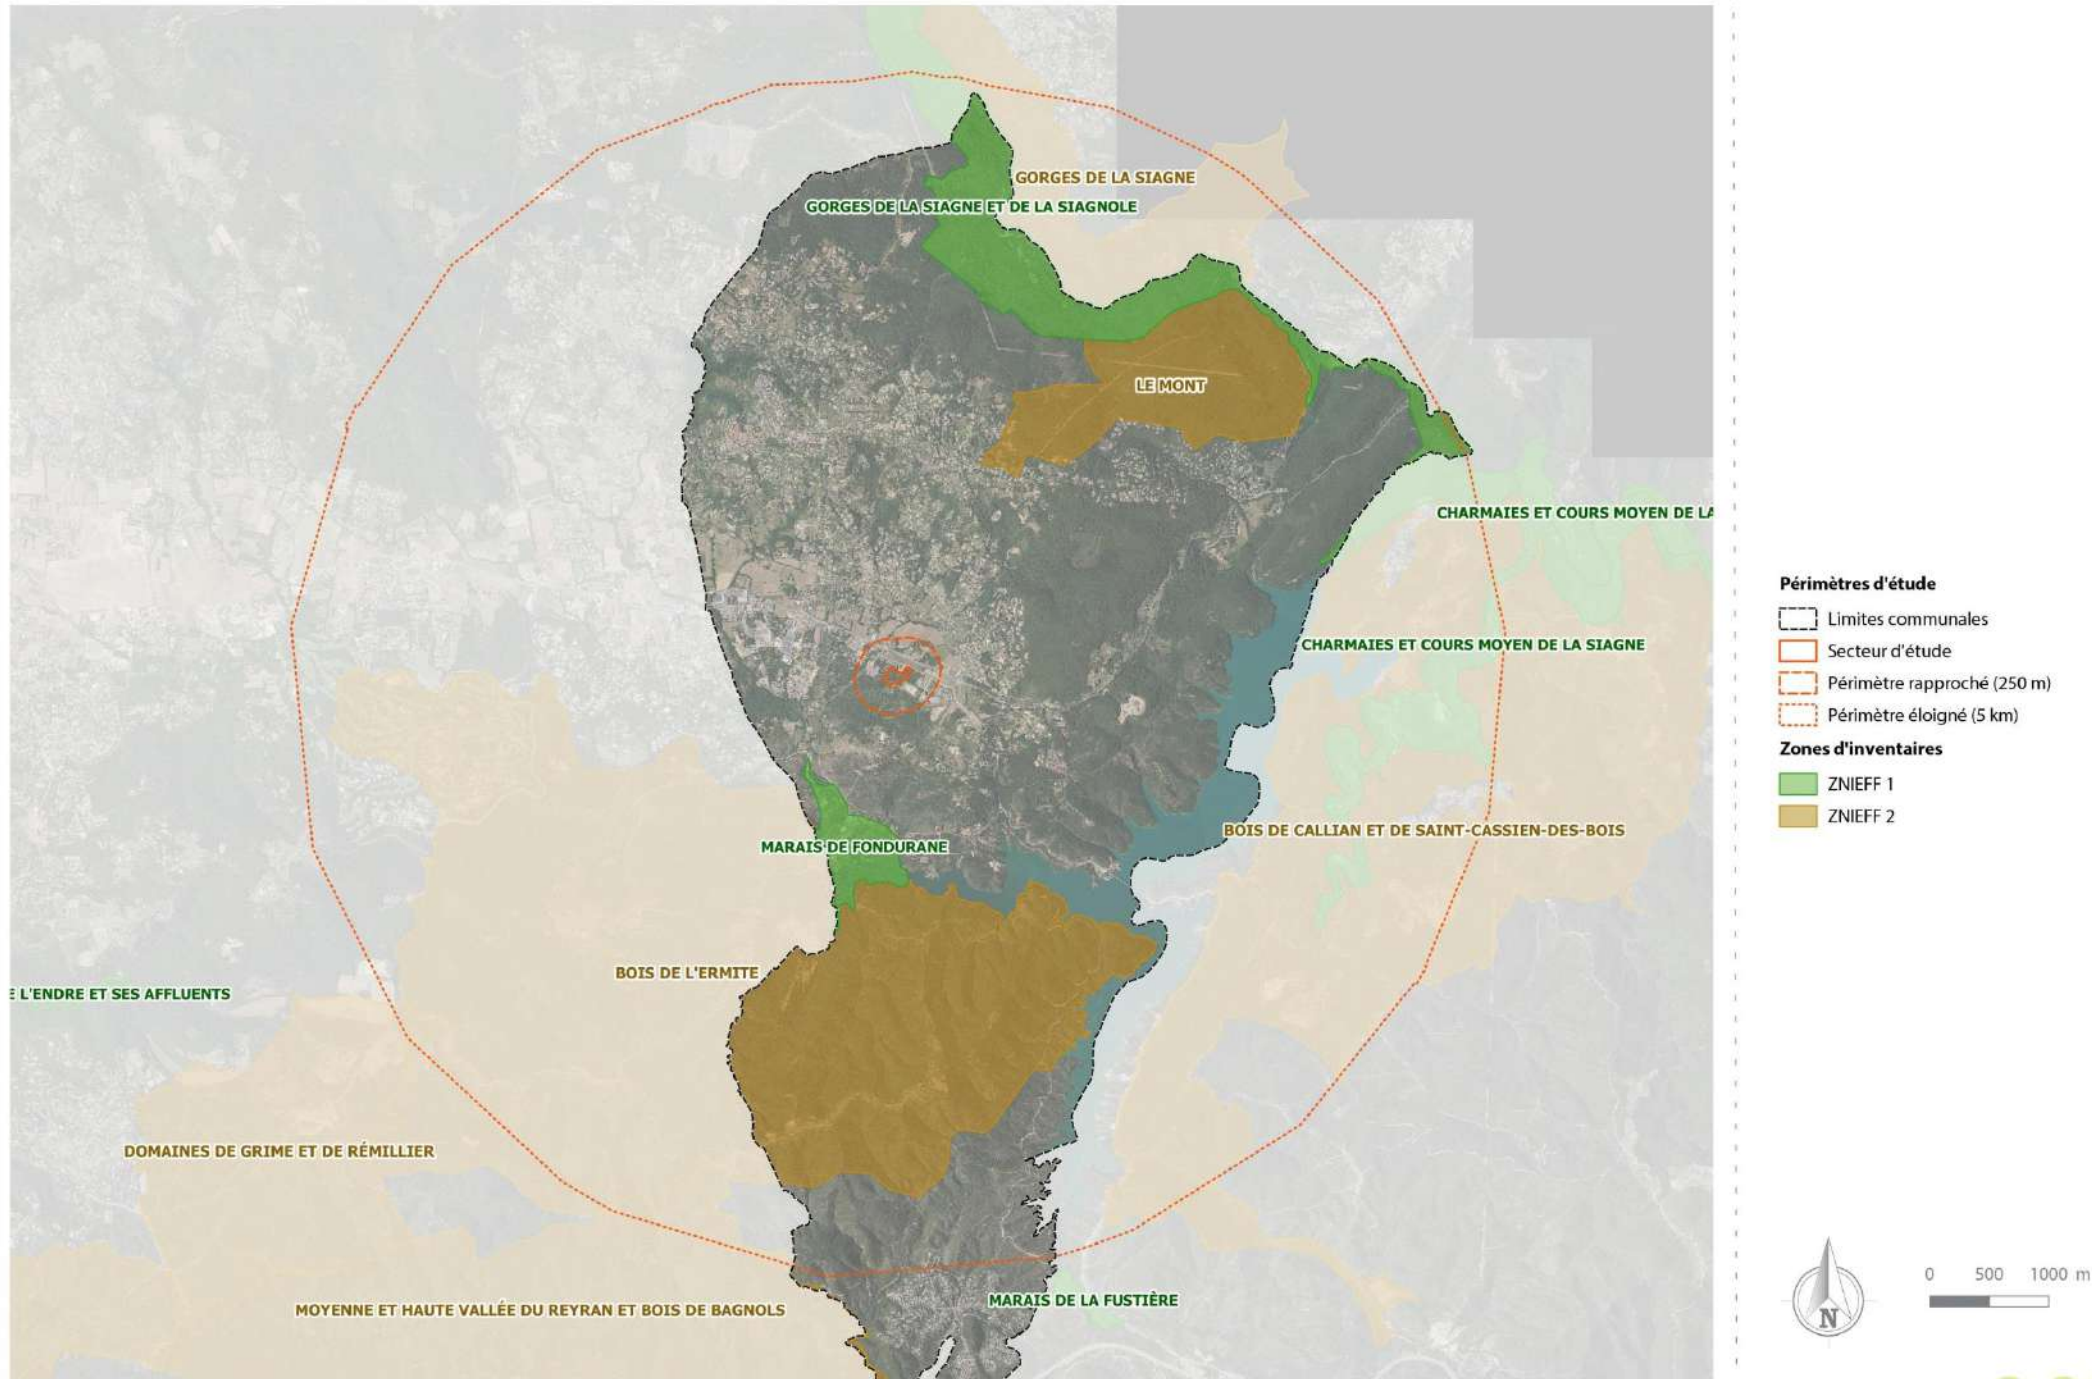 GORGES DE LA SIAGNE
GORGES DE LA SIAGNE ET DE LA SIAGNOLE
LE MONT
CHARMAIES ET COURS MOYEN DE LA
CHARMAIES ET COURS MOYEN DE LA SIAGNE
BOIS DE CALLIAN ET DE SAINT-CASSIEN-DES-BOIS
MARAIS DE FONDURANE
BOIS DE L'ERMITE
E L'ENDRE ET SES AFFLUENTS
DOMAINES DE GRIME ET DE RÉMILLIER
MOYENNE ET HAUTE VALLÉE DU REYRAN ET BOIS DE BAGNOLS
MARAIS DE LA FUSTIÈRE
Périmètres d'étude
Limites communales
Secteur d'étude
Périmètre rapproché (250 m)
Périmètre éloigné (5 km)
Zones d'inventaires
ZNIEFF 1
ZNIEFF 2
N
0 500 1000 m